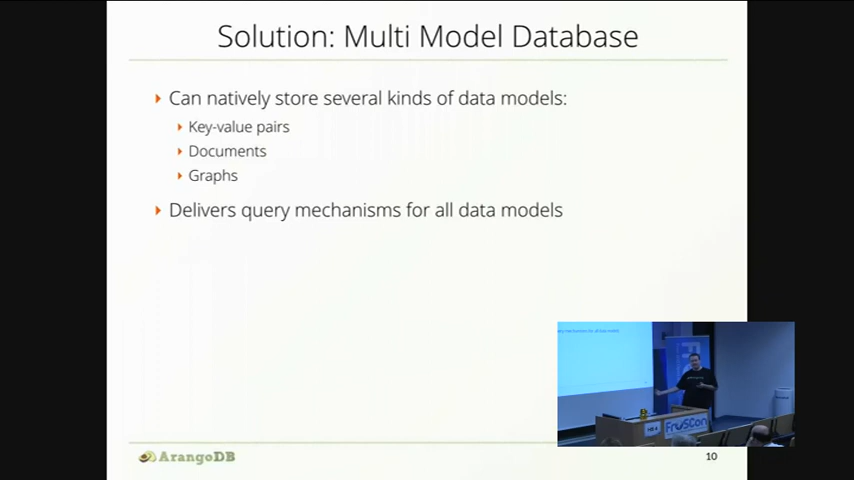 Solution: Multi Model Database
Can natively store several kinds of data models:
Key-value pairs
Documents
Graphs
Delivers query mechanisms for all data models
FrOSCon
ArangoDB
10